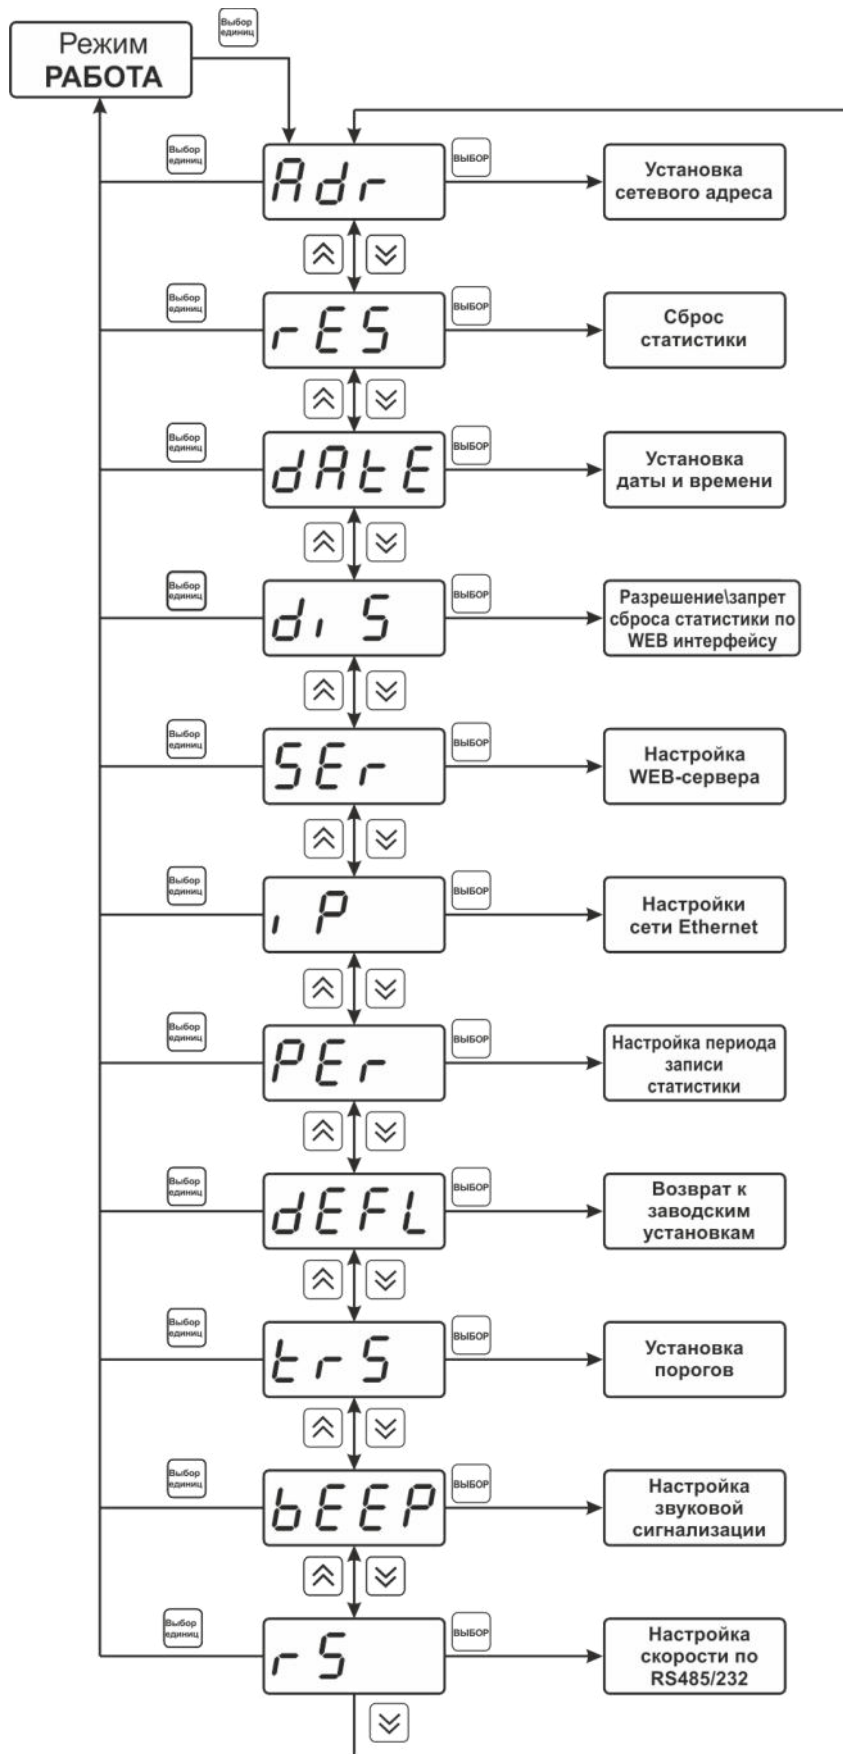 Выбор
единиц
Режим
РАБОТА
Выбор
единиц
Adr
ВЫБОР
Установка
сетевого адреса
Выбор
единиц
rES
ВЫБОР
Сброс
статистики
Выбор
единиц
dAtE
ВЫБОР
Установка
даты и времени
Выбор
единиц
di S
ВЫБОР
Разрешение\запрет
сброса статистики по
WEB интерфейсу
Выбор
единиц
SEr
ВЫБОР
Настройка
WEB-сервера
Выбор
единиц
i P
ВЫБОР
Настройки
сети Ethernet
Выбор
единиц
PEr
ВЫБОР
Настройка периода
записи
статистики
Выбор
единиц
dEFL
ВЫБОР
Возврат к
заводским
установкам
Выбор
единиц
trS
ВЫБОР
Установка
порогов
Выбор
единиц
bEEP
ВЫБОР
Настройка
звуковой
сигнализации
Выбор
единиц
rS
ВЫБОР
Настройка
скорости по
RS485/232